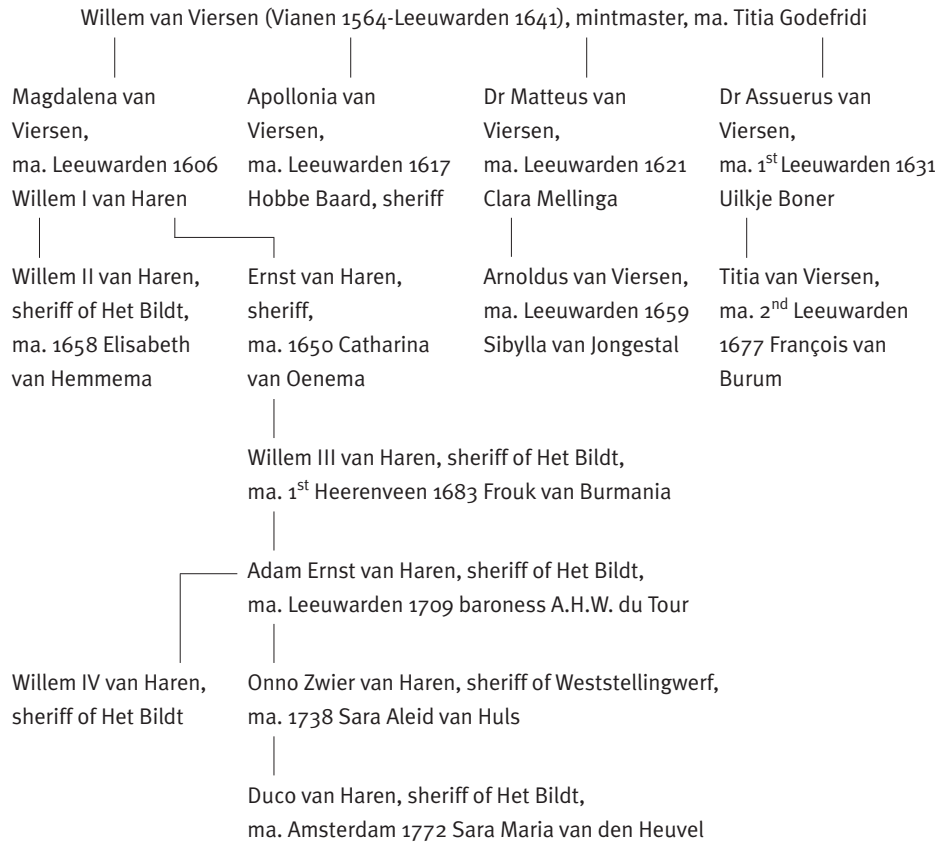 Willem van Viersen (Vianen 1564-Leeuwarden 1641), mintmaster, ma. Titia Godefridi
Magdalena van
Viersen,
ma. Leeuwarden 1606
Willem I van Haren
Apollonia van
Viersen,
ma. Leeuwarden 1617
Hobbe Baard, sheriff
Dr Matteus van
Viersen,
ma. Leeuwarden 1621
Clara Mellinga
Dr Assuerus van
Viersen,
ma. 1st Leeuwarden 1631
Uilkje Boner
Willem II van Haren,
sheriff of Het Bildt,
ma. 1658 Elisabeth
van Hemmema
Ernst van Haren,
sheriff,
ma. 1650 Catharina
van Oenema
Arnoldus van Viersen,
ma. Leeuwarden 1659
Sibylla van Jongestal
Titia van Viersen,
ma. 2nd Leeuwarden
1677 François van
Burum
Willem III van Haren, sheriff of Het Bildt,
ma. 1st Heerenveen 1683 Frouk van Burmania
Adam Ernst van Haren, sheriff of Het Bildt,
ma. Leeuwarden 1709 baroness A.H.W. du Tour
Willem IV van Haren,
sheriff of Het Bildt
Onno Zwier van Haren, sheriff of Weststellingwerf,
ma. 1738 Sara Aleid van Huls
Duco van Haren, sheriff of Het Bildt,
ma. Amsterdam 1772 Sara Maria van den Heuvel